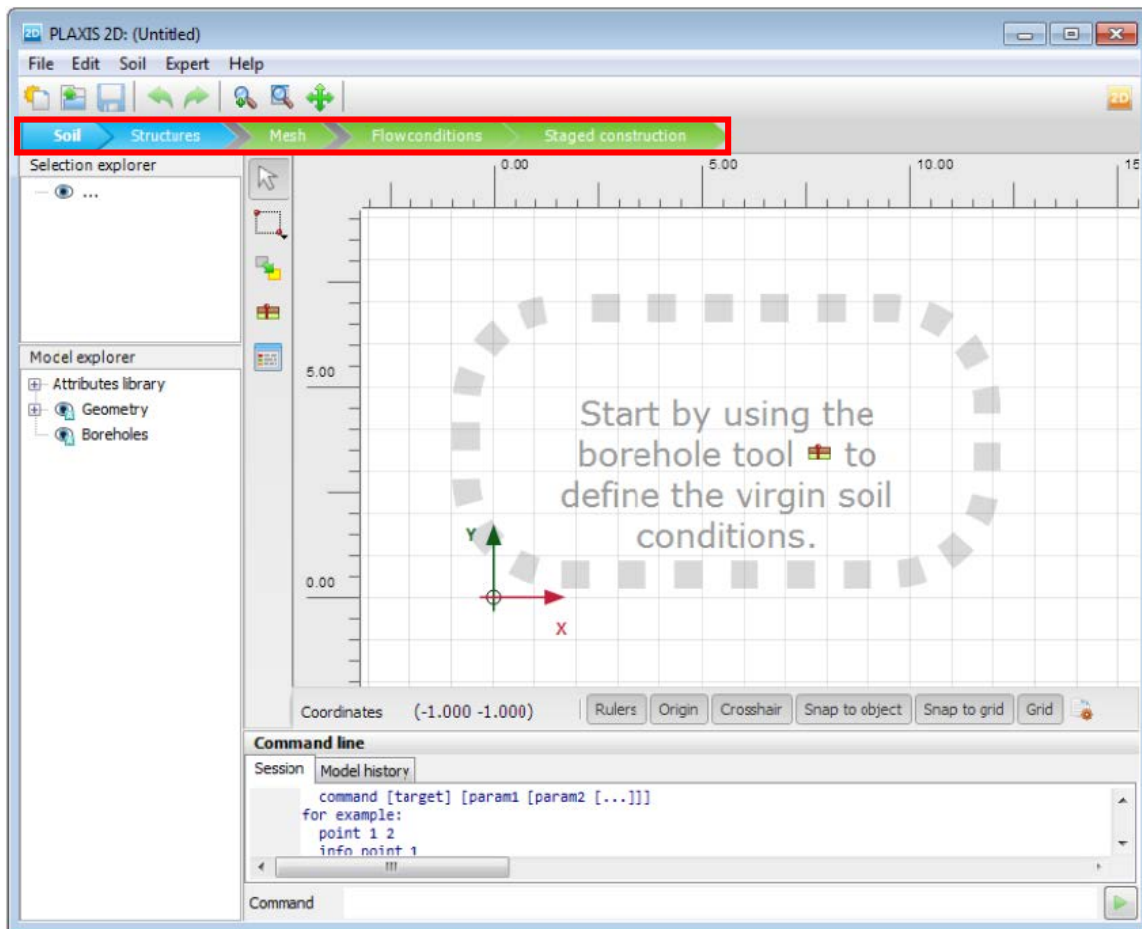 PLAXIS 2D: (Untitled)
File Edit Soil Expert Help
Soil Structures Mesh Flowconditions Staged construction
Selection explorer
...
Mocel explorer
Attributes library
Geometry
Boreholes
0.00 5.00 10.00 15
5.00
0.00
Start by using the
borehole tool to
define the virgin soil
conditions.
Y
X
Coordinates (-1.000 -1.000) Rulers Origin Crosshair Snap to object Snap to grid Grid
Command line
Session Model history
command [target] [param1 [param2 [...]]]
for example:
point 1 2
info point 1
Command